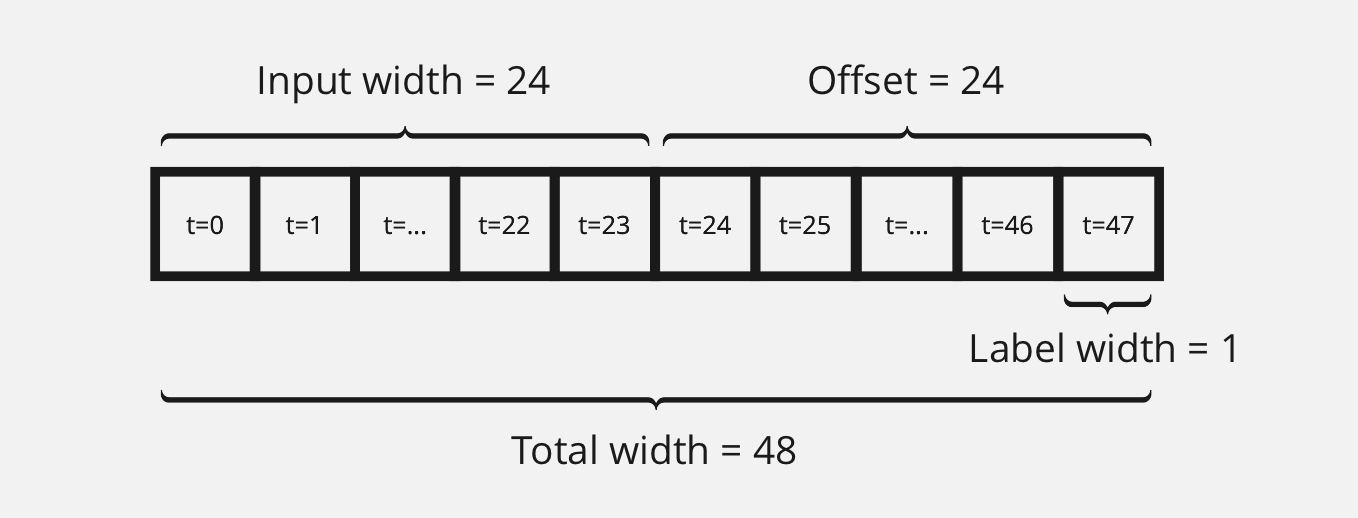 Input width = 24
Offset = 24
t=0 t=1 t=... t=22 t=23 t=24 t=25 t=... t=46 t=47
Label width = 1
Total width = 48